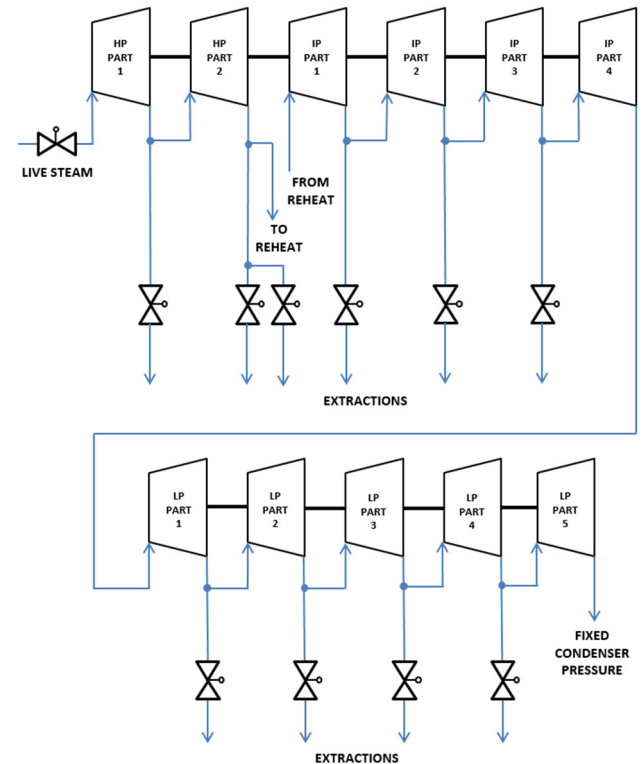 HP
PART
1
HP
PART
2
IP
PART
1
IP
PART
2
IP
PART
3
IP
PART
4
LIVE STEAM
FROM
REHEAT
TO
REHEAT
EXTRACTIONS
LP
PART
1
LP
PART
2
LP
PART
3
LP
PART
4
LP
PART
5
FIXED
CONDENSER
PRESSURE
EXTRACTIONS